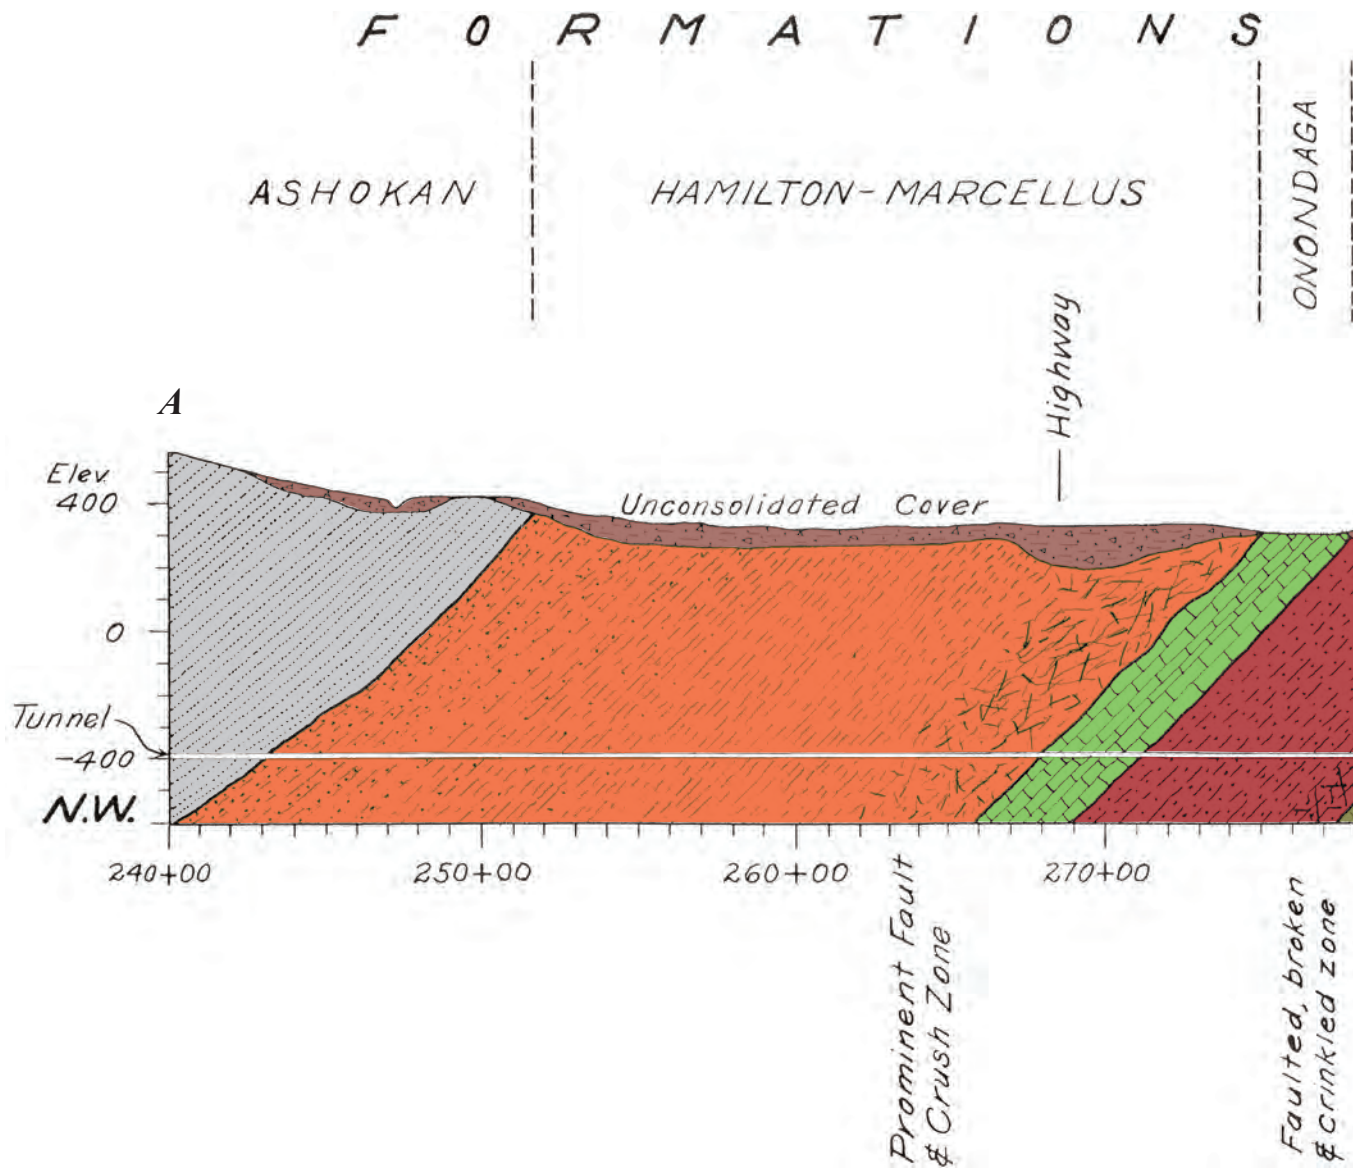 FORMATIONS
ASHOKAN
HAMILTON-MARCELLUS
ONONDAGA
Highway
A
Elev.
400
Unconsolidated Cover
0
Tunnel
-400
N.W.
240+00
250+00
260+00
270+00
Prominent Fault
& Crush Zone
Faulted, broken
& crinkled zone